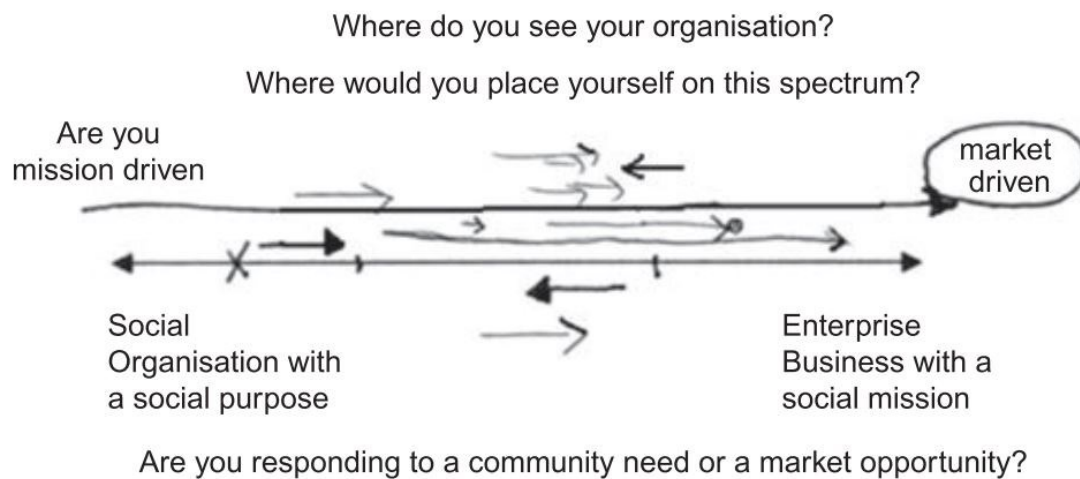 Where do you see your organisation?
Where would you place yourself on this spectrum?
Are you
mission driven
market
driven
Social
Organisation with
a social purpose
Enterprise
Business with a
social mission
Are you responding to a community need or a market opportunity?